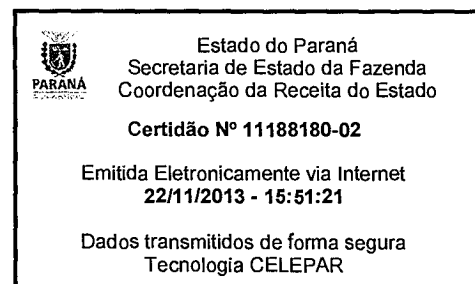 Estado do Paraná
Secretaria de Estado da Fazenda
PARANÁ
Coordenação da Receita do Estado
Certidão Nº 11188180-02
Emitida Eletronicamente via Internet
22/11/2013 - 15:51:21
Dados transmitidos de forma segura
Tecnologia CELEPAR